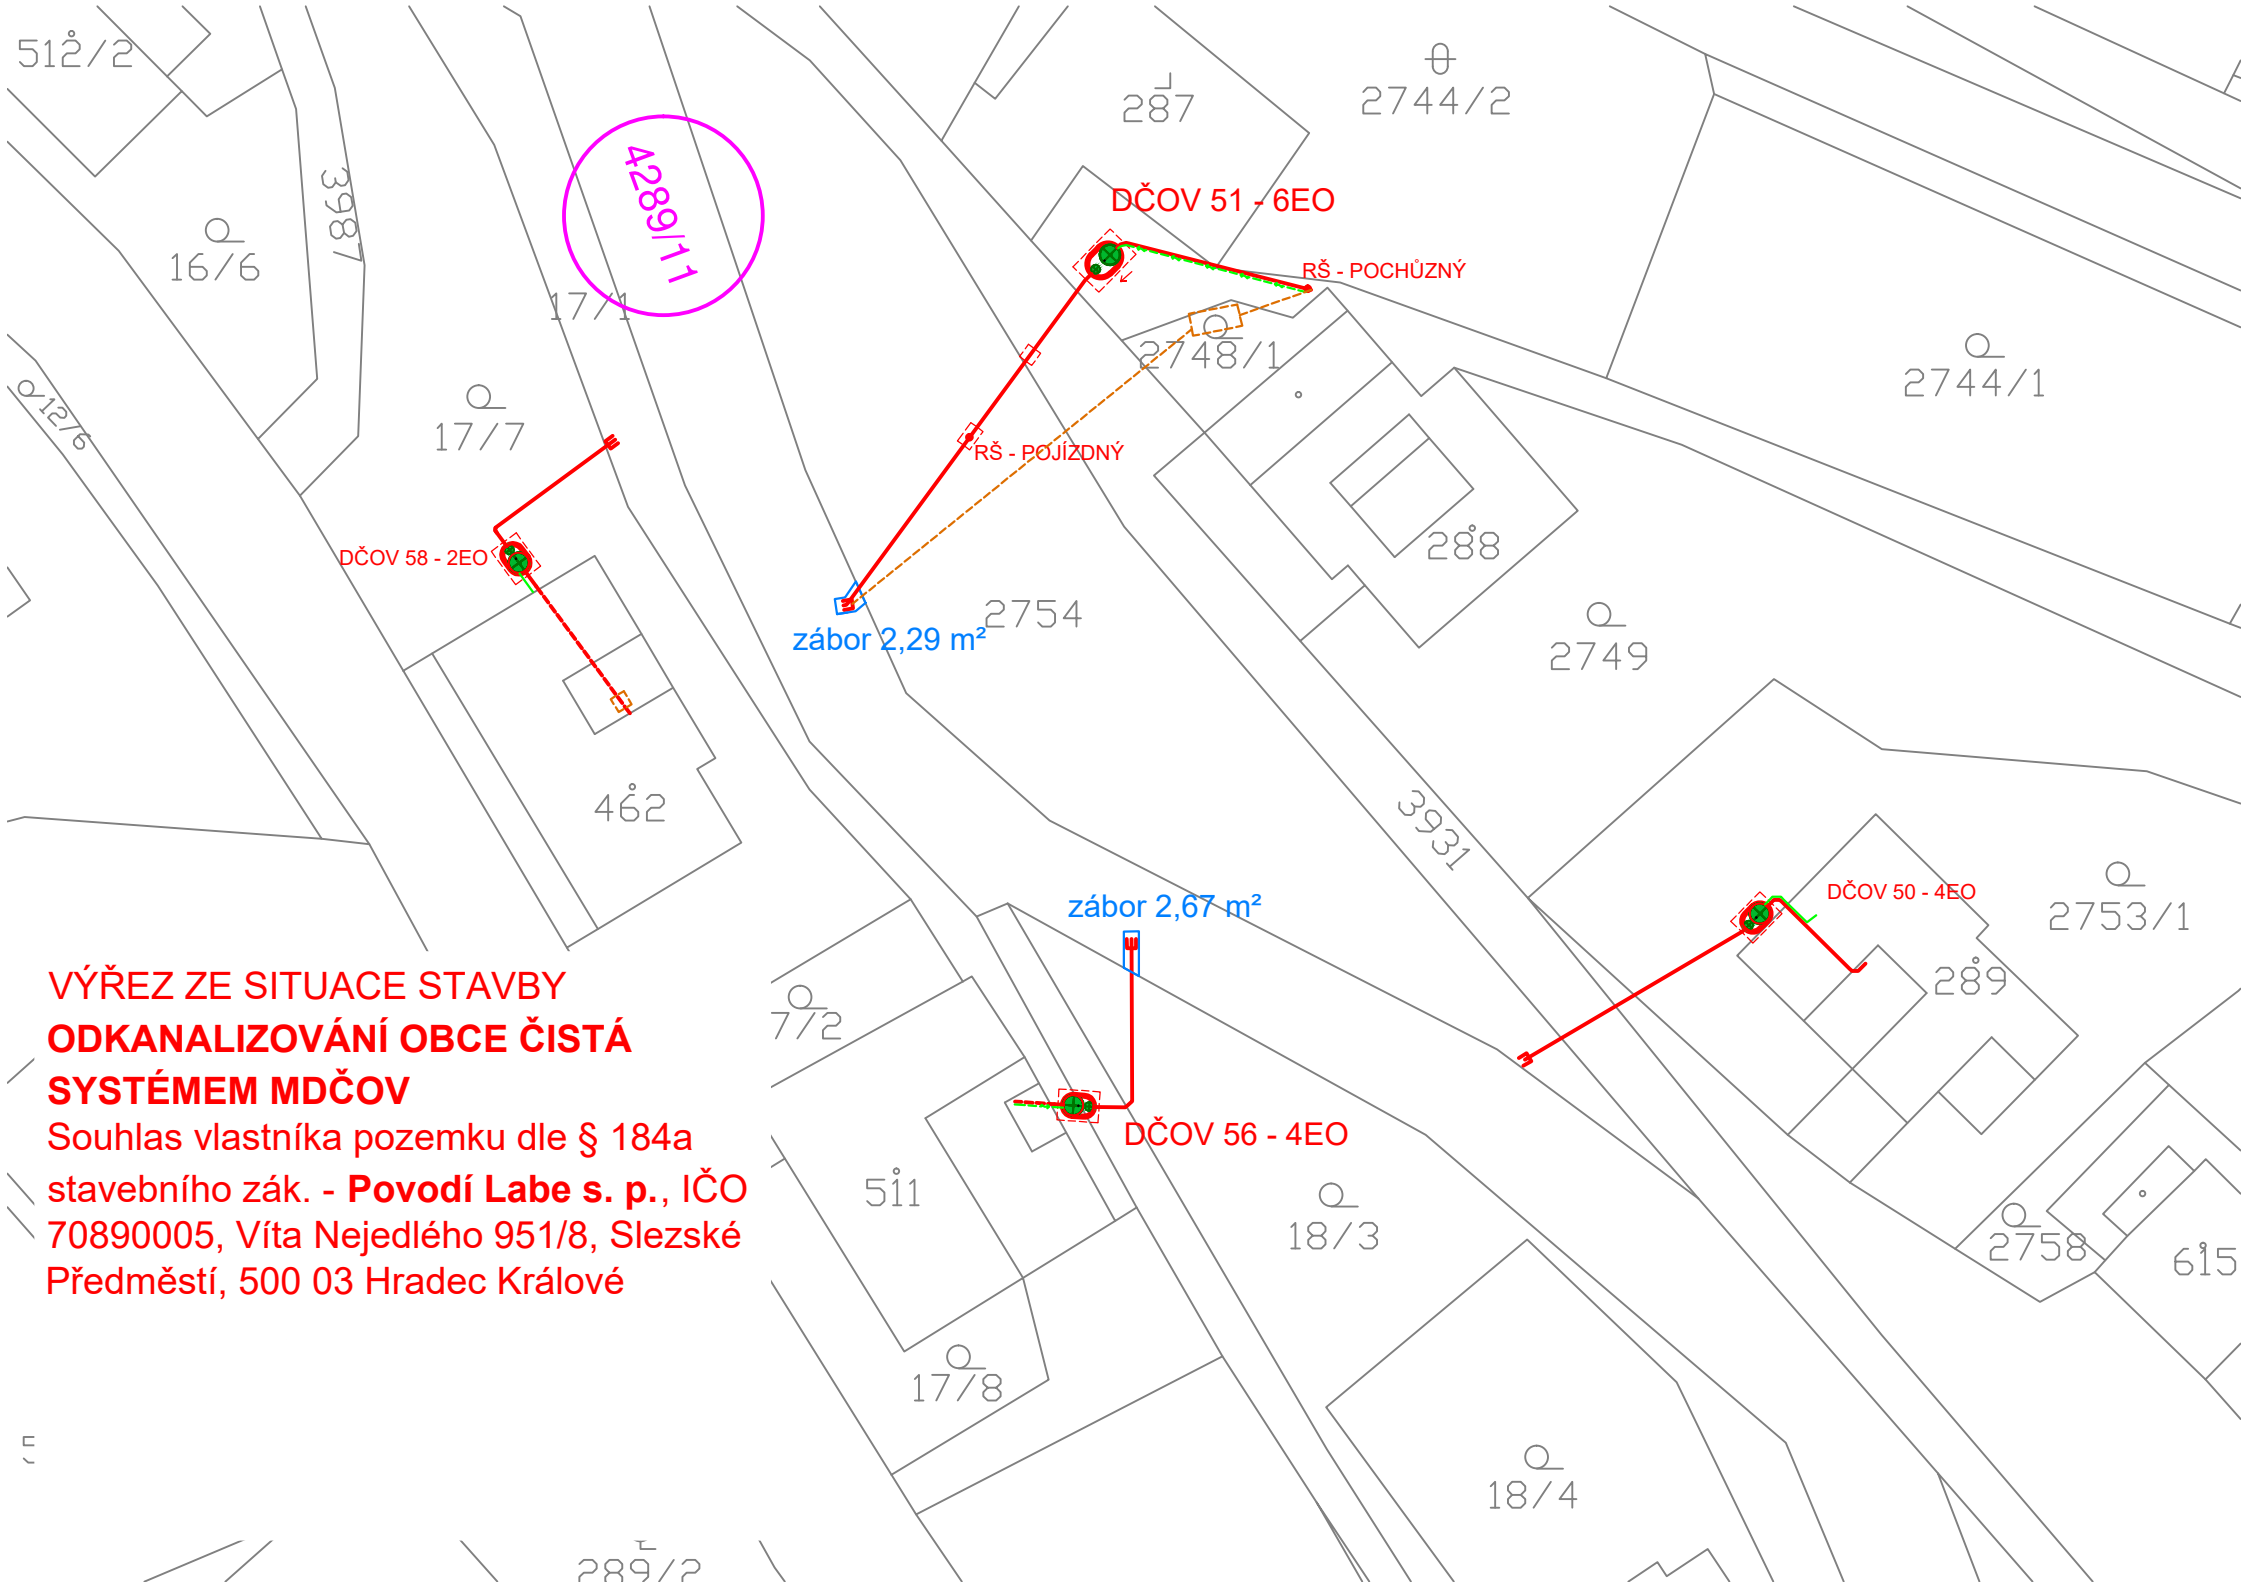 512/2
287
2744/2
3987
4289/11
DČOV 51 - 6EO
16/6
17/1
RŠ - POCHŮZNÝ
2748/1
2744/1
12/6
17/7
RŠ - POJÍZDNÝ
DČOV 58 - 2EO
288
2754
zábor 2,29 m²
2749
462
3931
zábor 2,67 m²
DČOV 50 - 4EO
2753/1
289
VÝŘEZ ZE SITUACE STAVBY
ODKANALIZOVÁNÍ OBCE ČISTÁ
SYSTÉMEM MDČOV
Souhlas vlastníka pozemku dle § 184a
stavebního zák. - Povodí Labe s. p., IČO
70890005, Víta Nejedlého 951/8, Slezské
Předměstí, 500 03 Hradec Králové
7/2
DČOV 56 - 4EO
511
18/3
2758
615
17/8
18/4
289/2